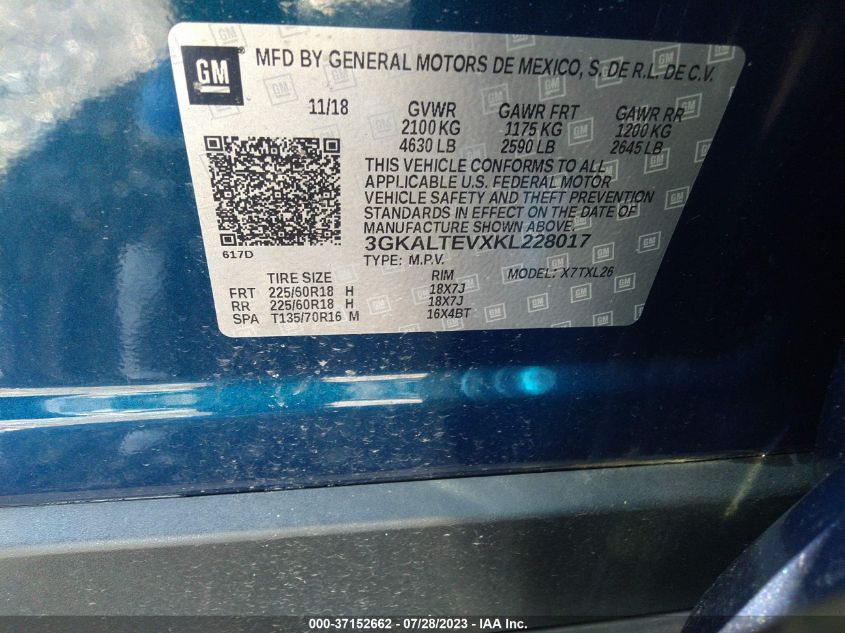 GM MFD BY GENERAL MOTORS DE MEXICO, S. DE R.L. DE C.V.
11/18 GVWR GAWR FRT GAWR RR
2100 KG 1175 KG 1200 KG
4630 LB 2590 LB 2645 LB
THIS VEHICLE CONFORMS TO ALL
APPLICABLE U.S. FEDERAL MOTOR
VEHICLE SAFETY AND THEFT PREVENTION
STANDARDS IN EFFECT ON THE DATE OF
MANUFACTURE SHOWN ABOVE.
3GKALTEVXKL228017
617D
TYPE: M.P.V. MODEL: X7TXL26
TIRE SIZE RIM
FRT 225/60R18 H 18X7J
RR 225/60R18 H 18X7J
SPA T135/70R16 M 16X4BT
000-37152662 / 07/28/2023 / © IAA, Inc.